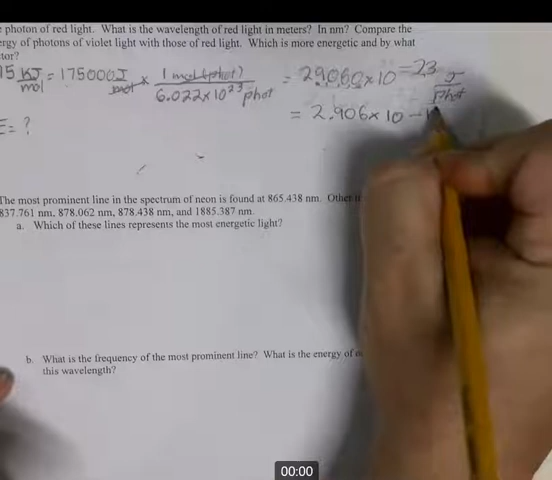 photon of red light. What is the wavelength of red light in meters? In nm? Compare the
ergy of photons of violet light with those of red light. Which is more energetic and by what
tor?
15 KJ/mol = 175000 J/mol × 1 mol (phot)/6.022×10^23 phot = 29060×10^-23 J/phot
= 2.906×10-
E= ?
The most prominent line in the spectrum of neon is found at 865.438 nm. Other
837.761 nm, 878.062 nm, 878.438 nm, and 1885.387 nm.
a. Which of these lines represents the most energetic light?
b. What is the frequency of the most prominent line? What is the energy of
this wavelength?
00:00